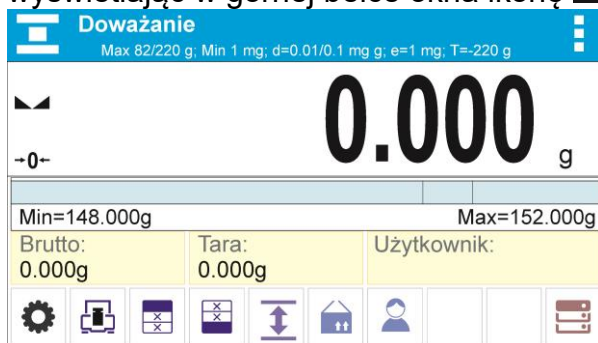 wyświetlając w górnej belce okna ikonę
Doważanie
Max 82/220 g; Min 1 mg; d=0.01/0.1 mg g; e=1 mg; T=-220 g
0.000 g
→0←
Min=148.000g Max=152.000g
Brutto: Tara: Użytkownik:
0.000g 0.000g